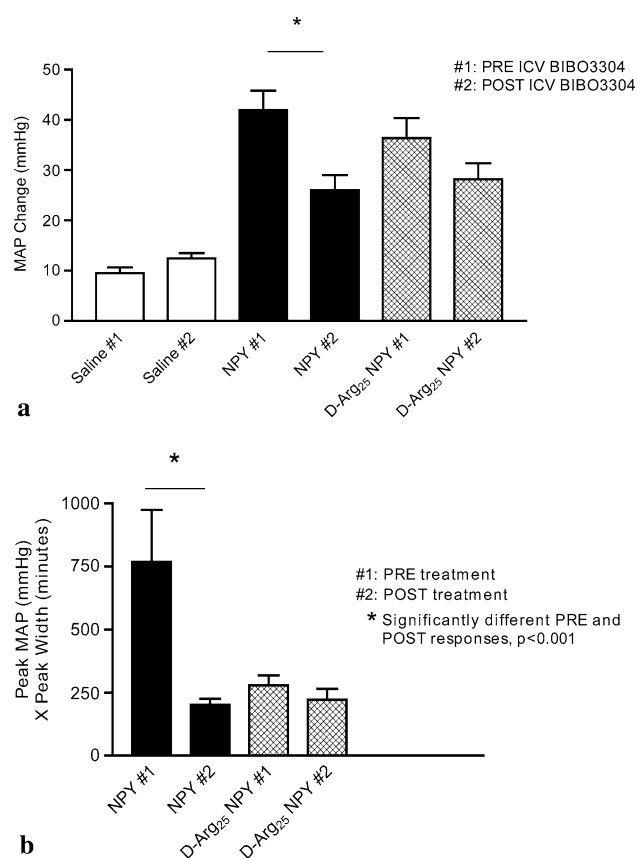 *
#1: PRE ICV BIBO3304
#2: POST ICV BIBO3304
MAP Change (mmHg)
50
40
30
20
10
0
Saline #1
Saline #2
NPY #1
NPY #2
D-Arg25 NPY #1
D-Arg25 NPY #2
a
*
Peak MAP (mmHg)
X Peak Width (minutes)
1000
750
500
250
0
#1: PRE treatment
#2: POST treatment
* Significantly different PRE and
POST responses, p<0.001
NPY #1
NPY #2
D-Arg25 NPY #1
D-Arg25 NPY #2
b